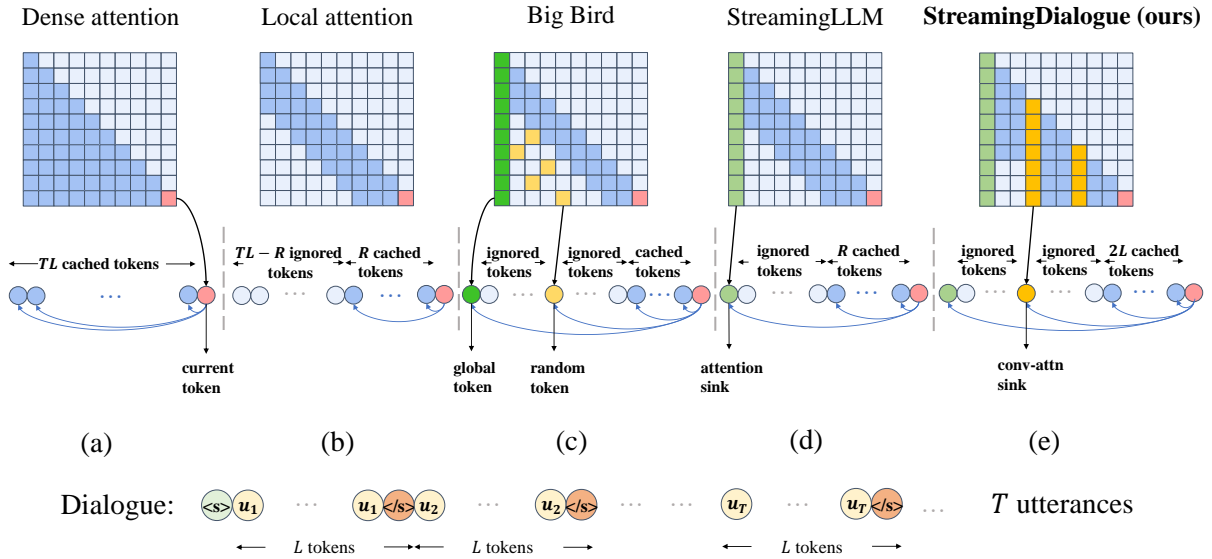 Dense attention
Local attention
Big Bird
StreamingLLM
StreamingDialogue (ours)
TL cached tokens
TL − R ignored
tokens
R cached
tokens
ignored
tokens
ignored
tokens
cached
tokens
ignored
tokens
R cached
tokens
ignored
tokens
ignored
tokens
2L cached
tokens
current
token
global
token
random
token
attention
sink
conv-attn
sink
(a)
(b)
(c)
(d)
(e)
Dialogue: <s> u1 ... u1 </s> u2 ... u2 </s> ... ... uT ... uT </s> ... T utterances
L tokens
L tokens
L tokens